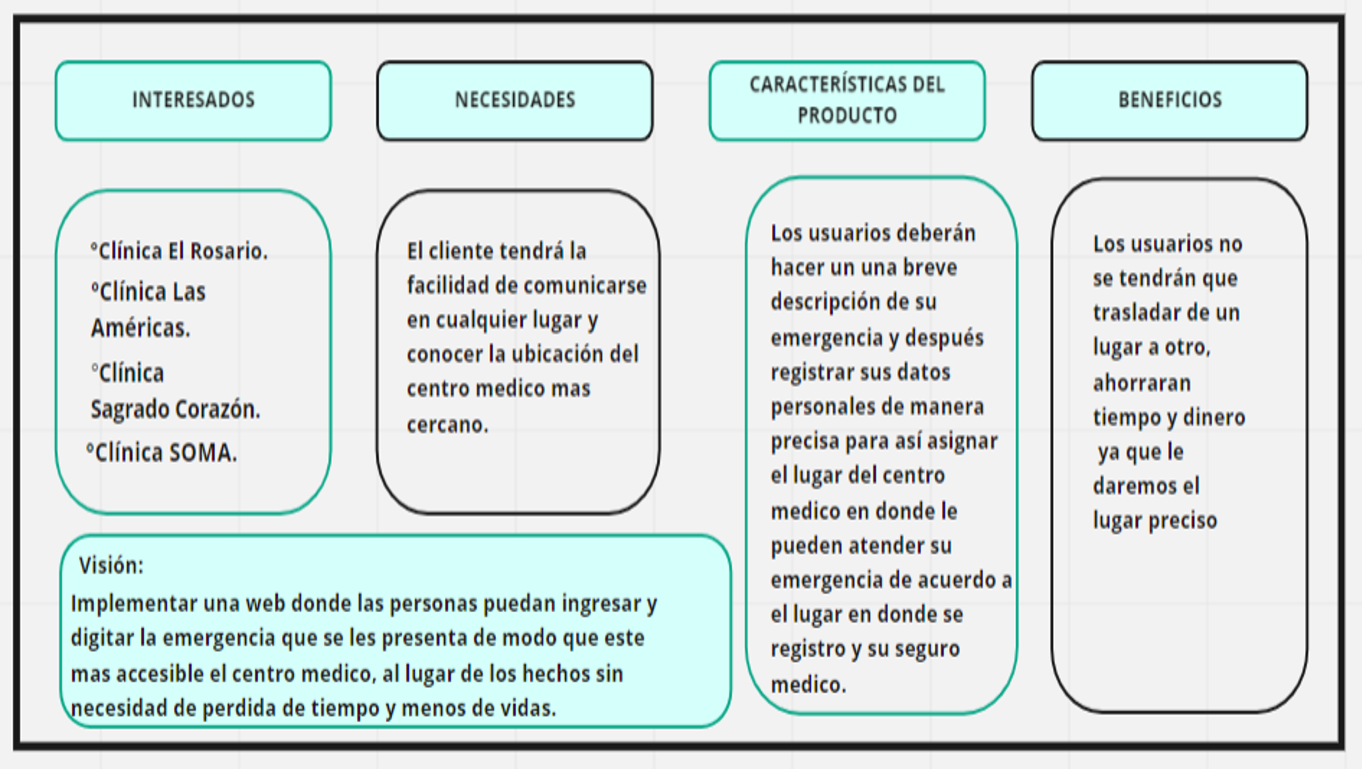 INTERESADOS
°Clínica El Rosario.
°Clínica Las
Américas.
°Clínica
Sagrado Corazón.
°Clínica SOMA.
NECESIDADES
El cliente tendrá la
facilidad de comunicarse
en cualquier lugar y
conocer la ubicación del
centro medico mas
cercano.
CARACTERÍSTICAS DEL
PRODUCTO
Los usuarios deberán
hacer un una breve
descripción de su
emergencia y después
registrar sus datos
personales de manera
precisa para así asignar
el lugar del centro
medico en donde le
pueden atender su
emergencia de acuerdo a
el lugar en donde se
registro y su seguro
medico.
BENEFICIOS
Los usuarios no
se tendrán que
trasladar de un
lugar a otro,
ahorraran
tiempo y dinero
ya que le
daremos el
lugar preciso
Visión:
Implementar una web donde las personas puedan ingresar y
digitar la emergencia que se les presenta de modo que este
mas accesible el centro medico, al lugar de los hechos sin
necesidad de perdida de tiempo y menos de vidas.